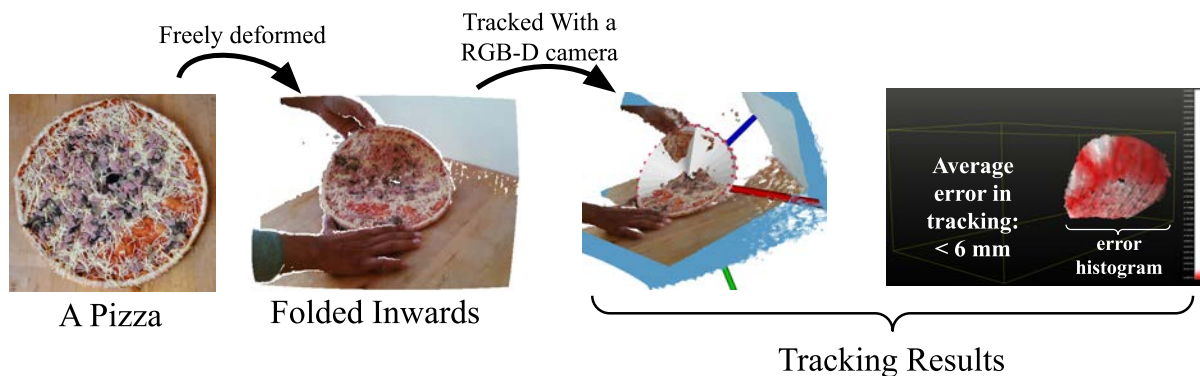 Freely deformed
Tracked With a
RGB-D camera
Average
error in
tracking:
< 6 mm
error
histogram
A Pizza
Folded Inwards
Tracking Results